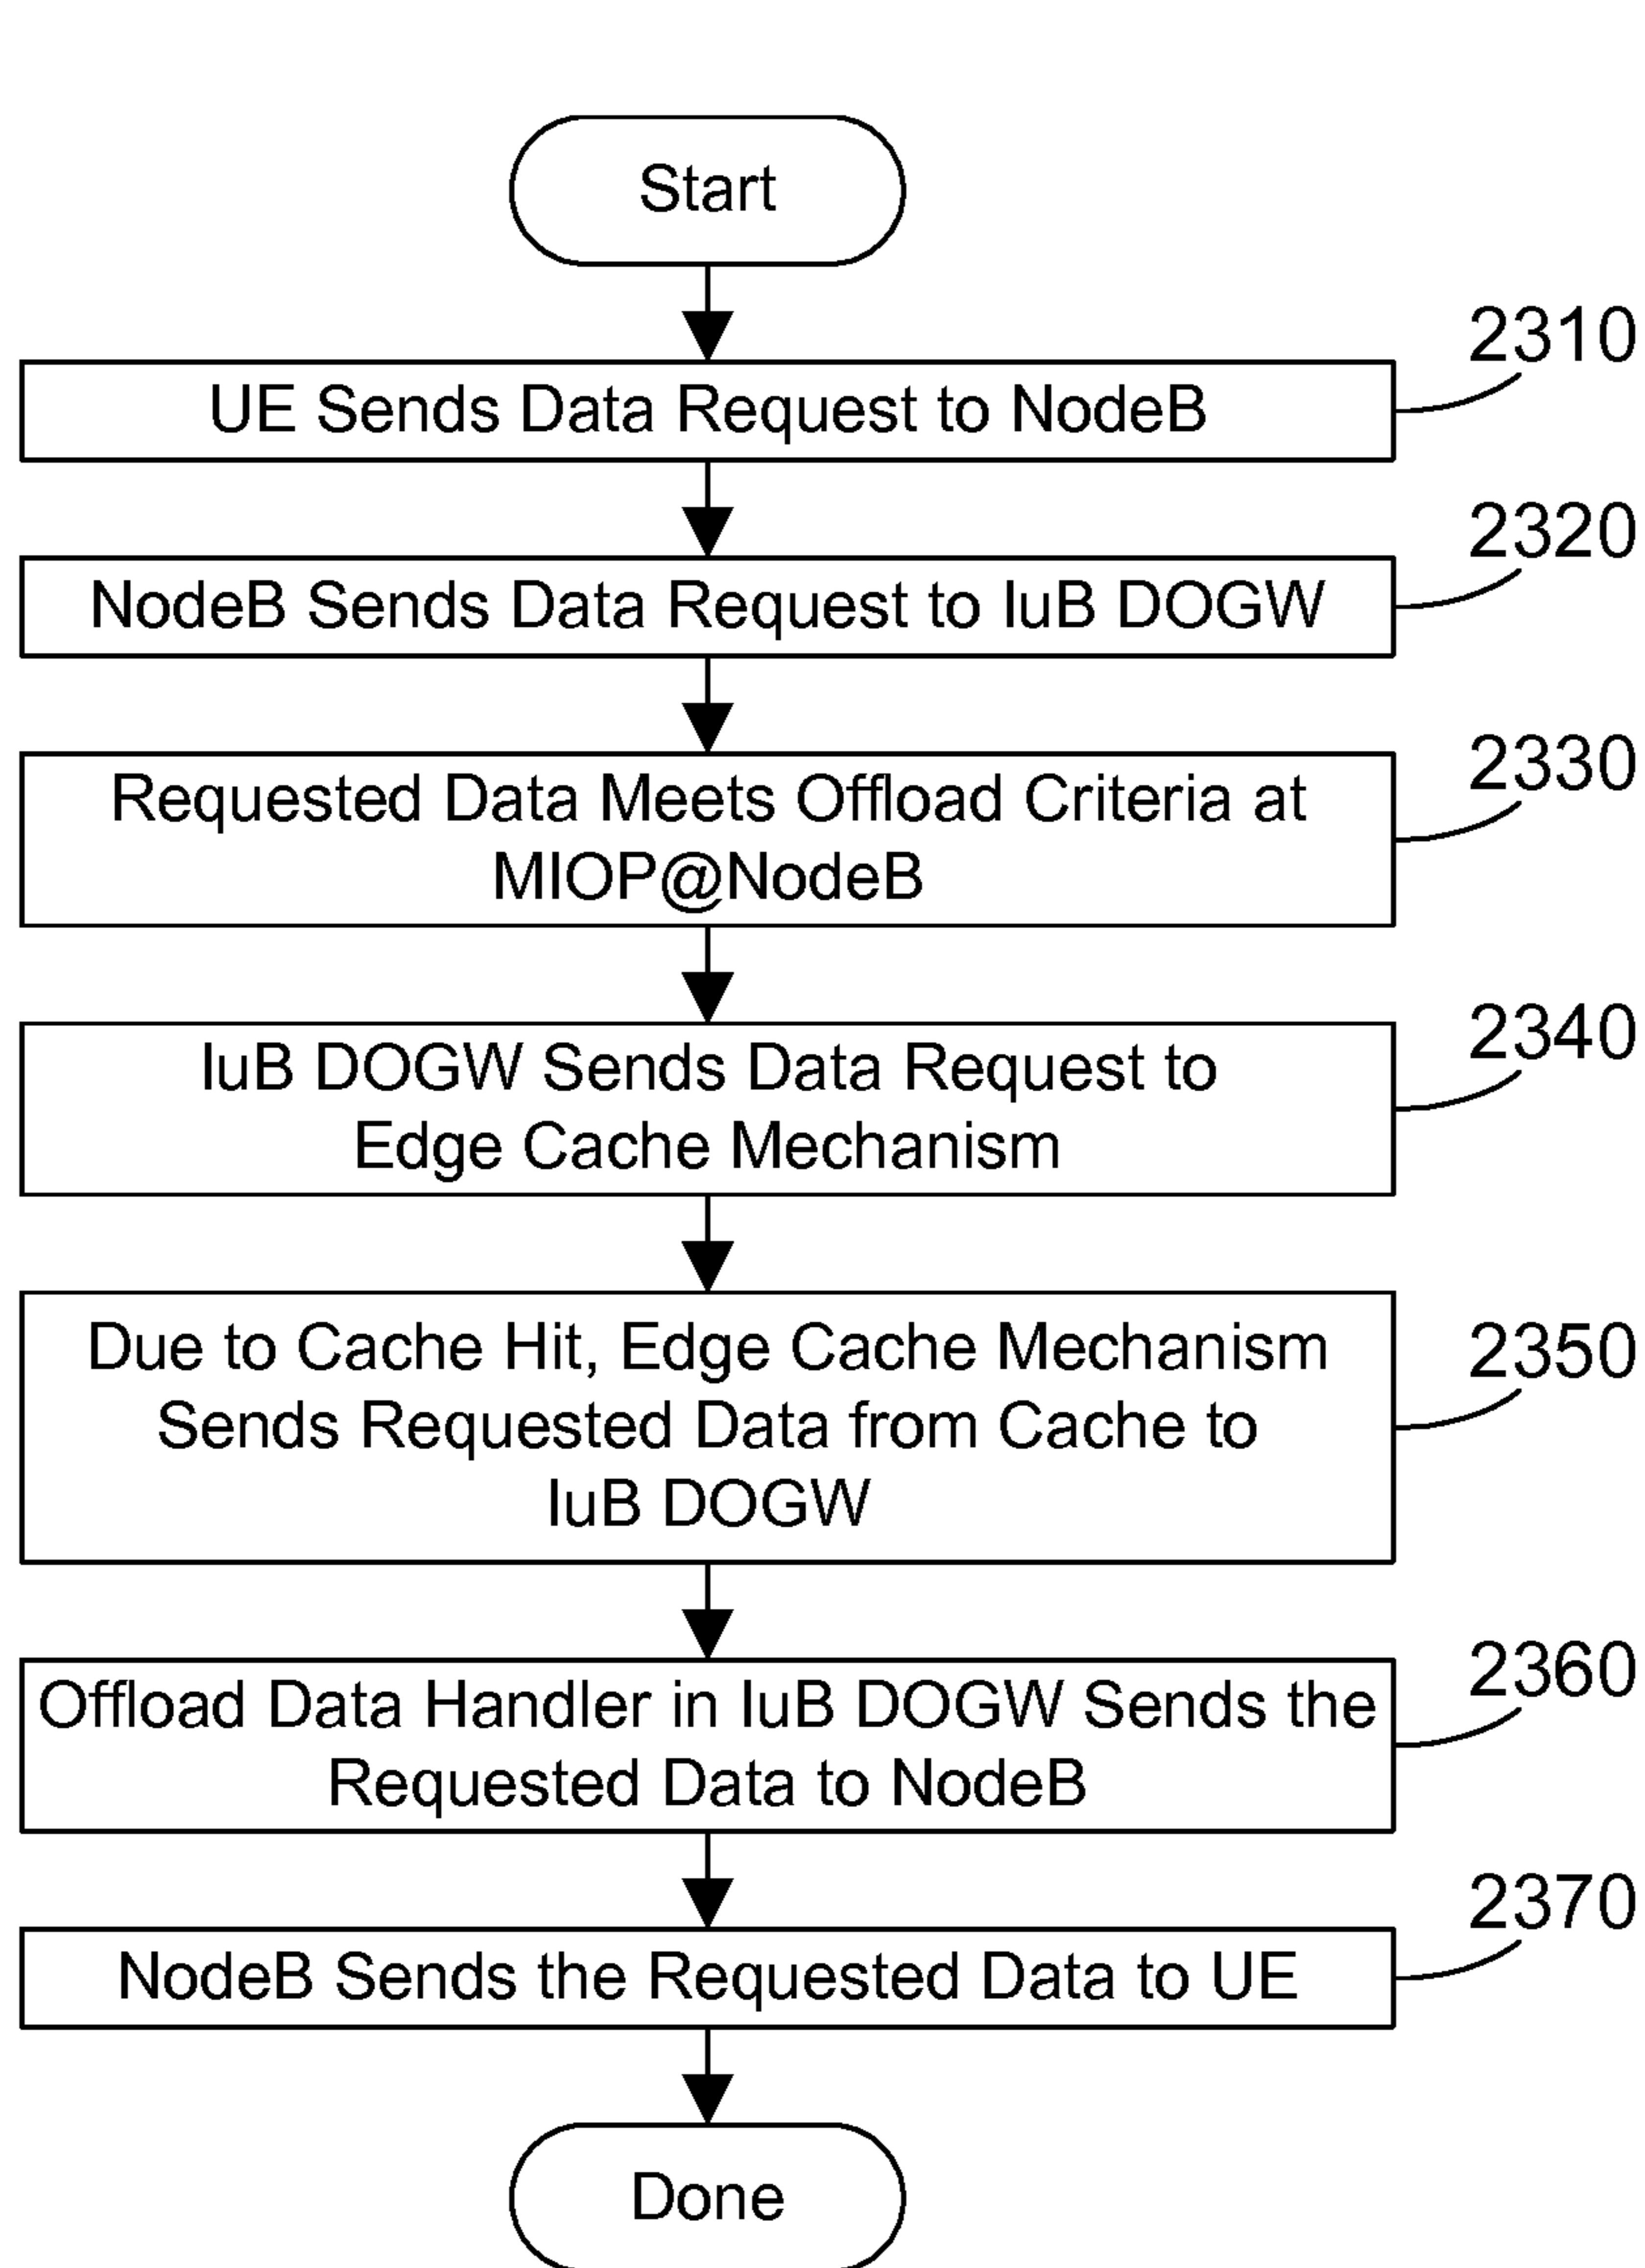 Start
2310
UE Sends Data Request to NodeB
2320
NodeB Sends Data Request to IuB DOGW
2330
Requested Data Meets Offload Criteria at
MIOP@NodeB
2340
IuB DOGW Sends Data Request to
Edge Cache Mechanism
2350
Due to Cache Hit, Edge Cache Mechanism
Sends Requested Data from Cache to
IuB DOGW
2360
Offload Data Handler in IuB DOGW Sends the
Requested Data to NodeB
2370
NodeB Sends the Requested Data to UE
Done